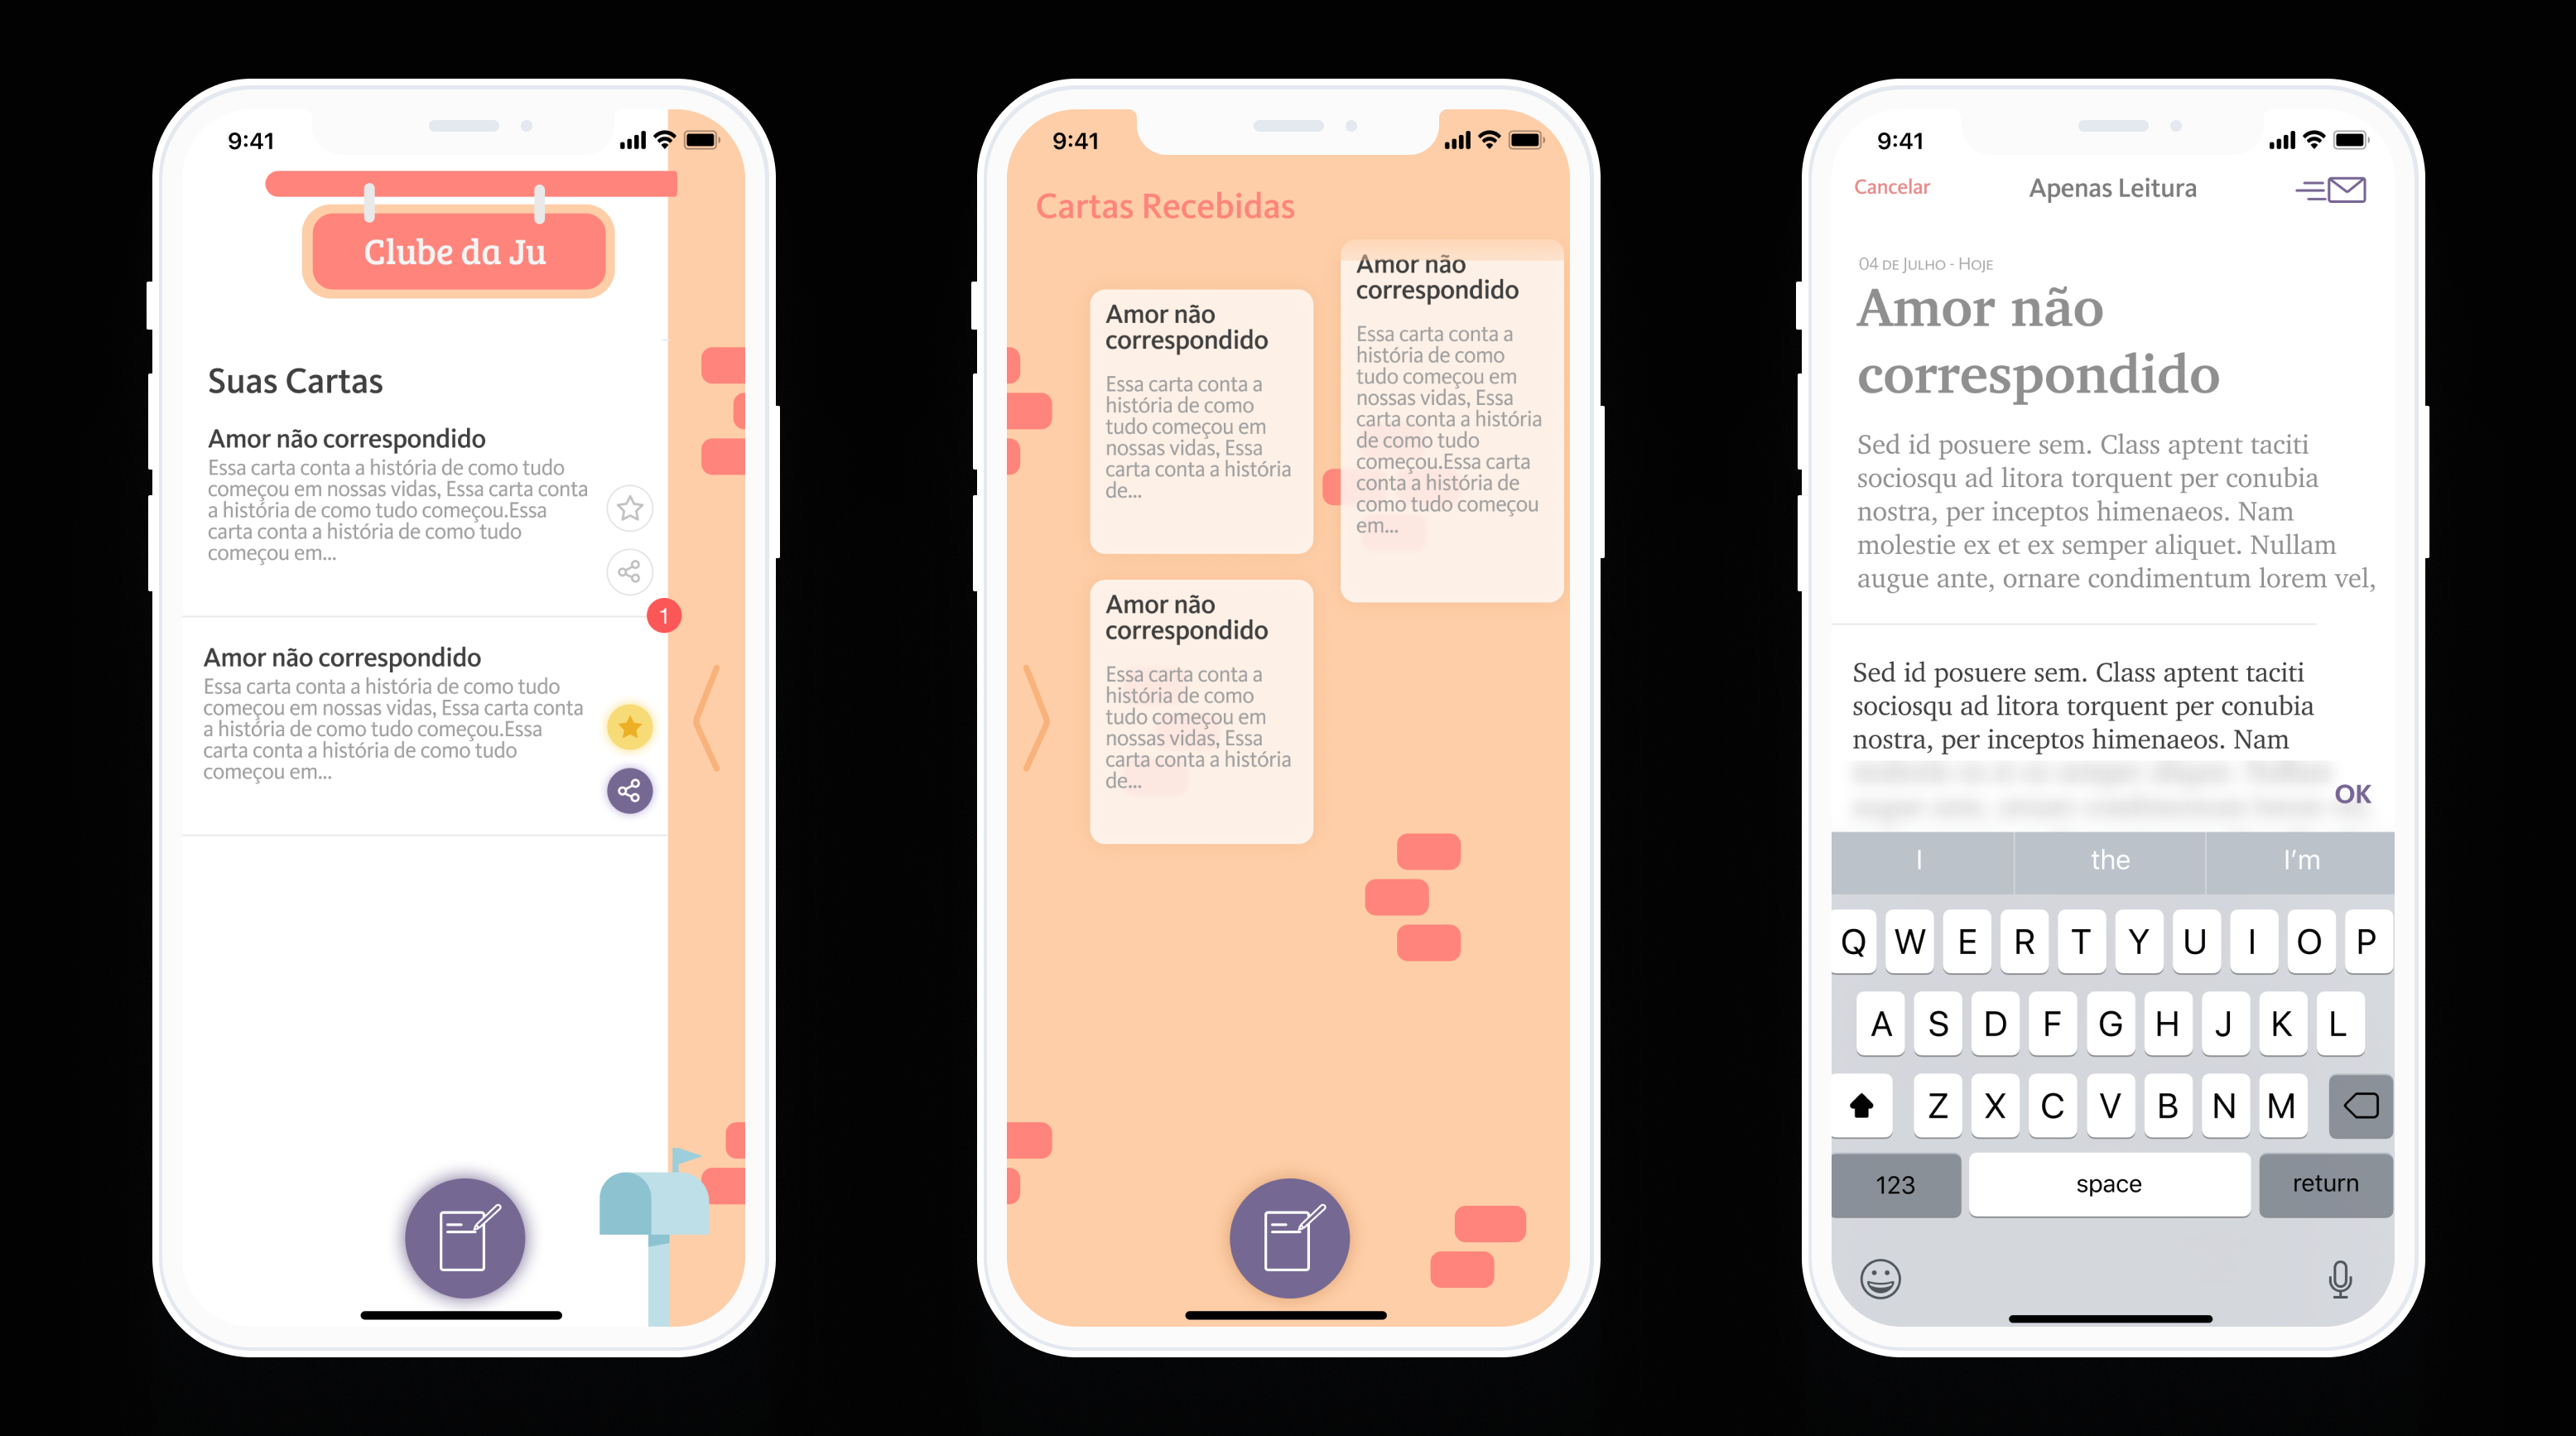 9:41
Clube da Ju
Suas Cartas
Amor não correspondido
Essa carta conta a história de como tudo
começou em nossas vidas, Essa carta conta
a história de como tudo começou.Essa
carta conta a história de como tudo
começou em...
1
Amor não correspondido
Essa carta conta a história de como tudo
começou em nossas vidas, Essa carta conta
a história de como tudo começou.Essa
carta conta a história de como tudo
começou em...
9:41
Cartas Recebidas
Amor não
correspondido
Essa carta conta a
história de como
tudo começou em
nossas vidas, Essa
carta conta a história
de...
Amor não
correspondido
Essa carta conta a
história de como
tudo começou em
nossas vidas, Essa
carta conta a história
de como tudo
começou.Essa carta
conta a história de
como tudo começou
em...
Amor não
correspondido
Essa carta conta a
história de como
tudo começou em
nossas vidas, Essa
carta conta a história
de...
9:41
Cancelar
Apenas Leitura
04 DE JULHO - HOJE
Amor não
correspondido
Sed id posuere sem. Class aptent taciti
sociosqu ad litora torquent per conubia
nostra, per inceptos himenaeos. Nam
molestie ex et ex semper aliquet. Nullam
augue ante, ornare condimentum lorem vel,
Sed id posuere sem. Class aptent taciti
sociosqu ad litora torquent per conubia
nostra, per inceptos himenaeos. Nam
OK
I the I'm
Q W E R T Y U I O P
A S D F G H J K L
Z X C V B N M
123 space return